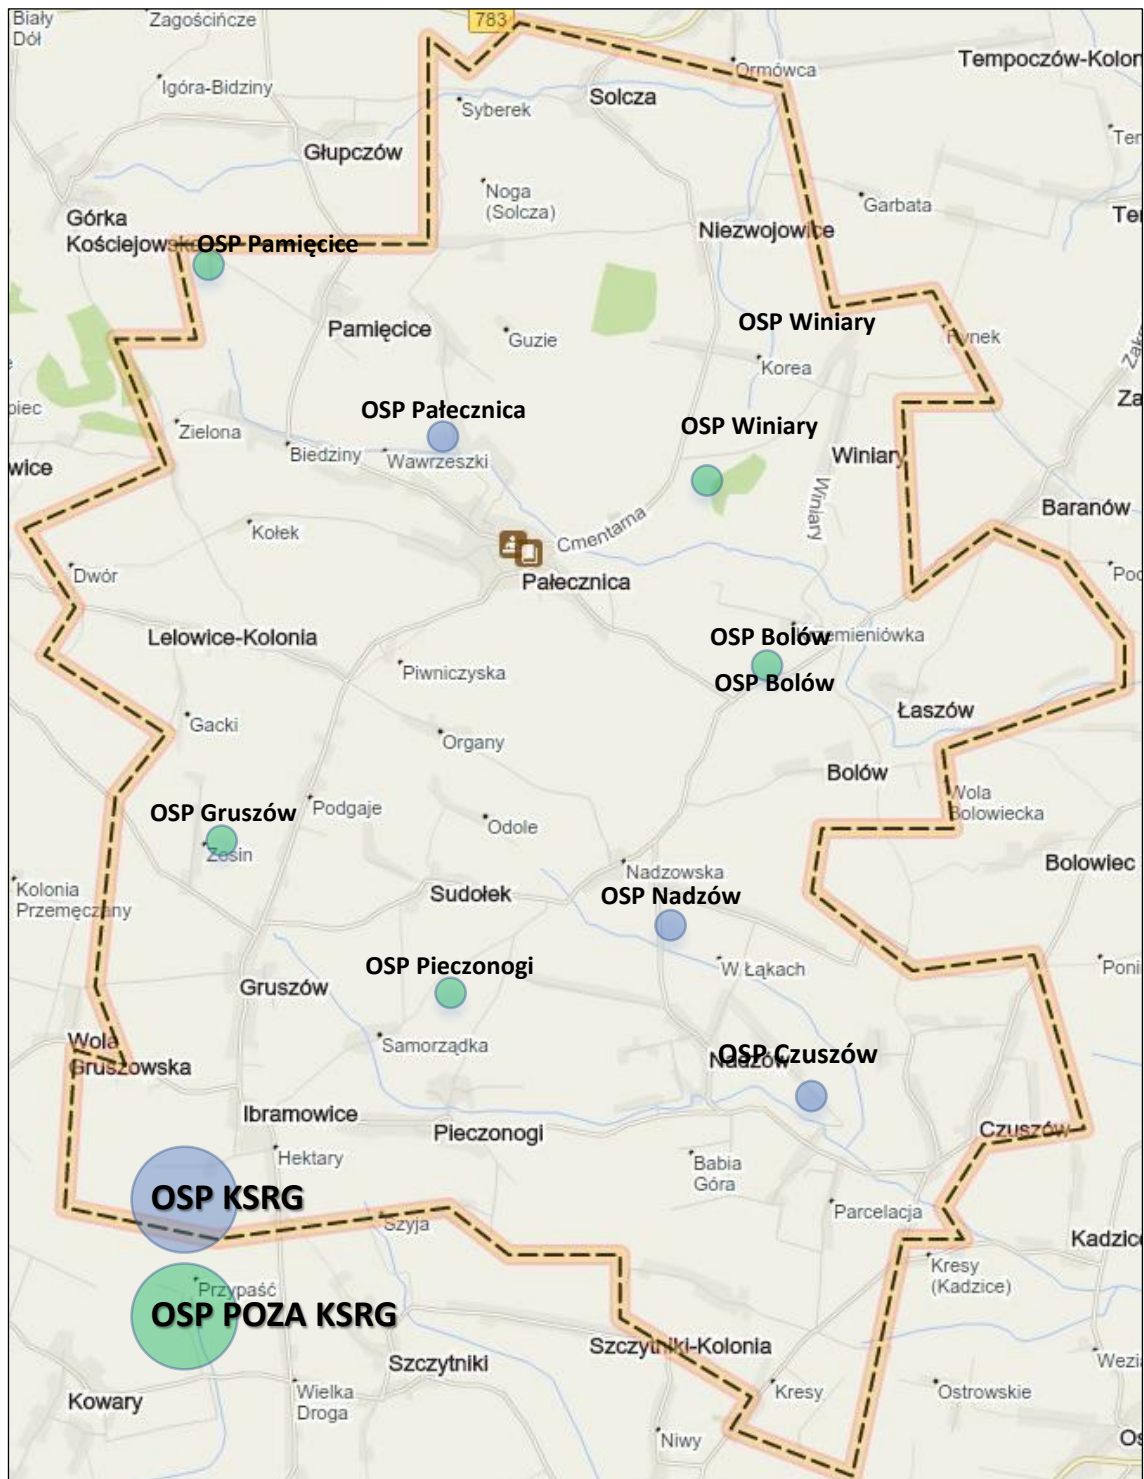 Biały
Dół
Zagościńcze
783
Ormówca
Tempoczów-Kolon
Igóra-Bidziny
Solcza
Syberek
Głupczów
Noga
(Solcza)
Garbata
Górka
Kościejowska
OSP Pamięcice
Niezwojowice
Pamięcice
Guzie
OSP Winiary
Rynek
Korea
OSP Pałecznica
OSP Winiary
Zielona
Biedziny
Wawrzeszki
Winiary
Winiary
Baranów
Kołek
Cmentarna
Dwór
Pałecznica
Lelowice-Kolonia
OSP Bolów
Krzemieniówka
Piwniczyska
OSP Bolów
Łaszów
Gacki
Organy
Bolów
Wola
Bolowiecka
OSP Gruszów
Podgaje
Odole
Zosin
Nadzowska
Bolowiec
Kolonia
Przemęczany
Sudołek
OSP Nadzów
OSP Pieczonogi
W Łąkach
Gruszów
Samorządka
Wola
Gruszowska
OSP Czuszów
Nadzów
Ibramowice
Pieczonogi
Czuszów
Hektary
Babia
Góra
OSP KSRG
Szyja
Parcelacja
Kadzice
Kresy
(Kadzice)
Przypaść
OSP POZA KSRG
Szczytniki-Kolonia
Szczytniki
Kowary
Wielka
Droga
Kresy
Ostrowskie
Niwy